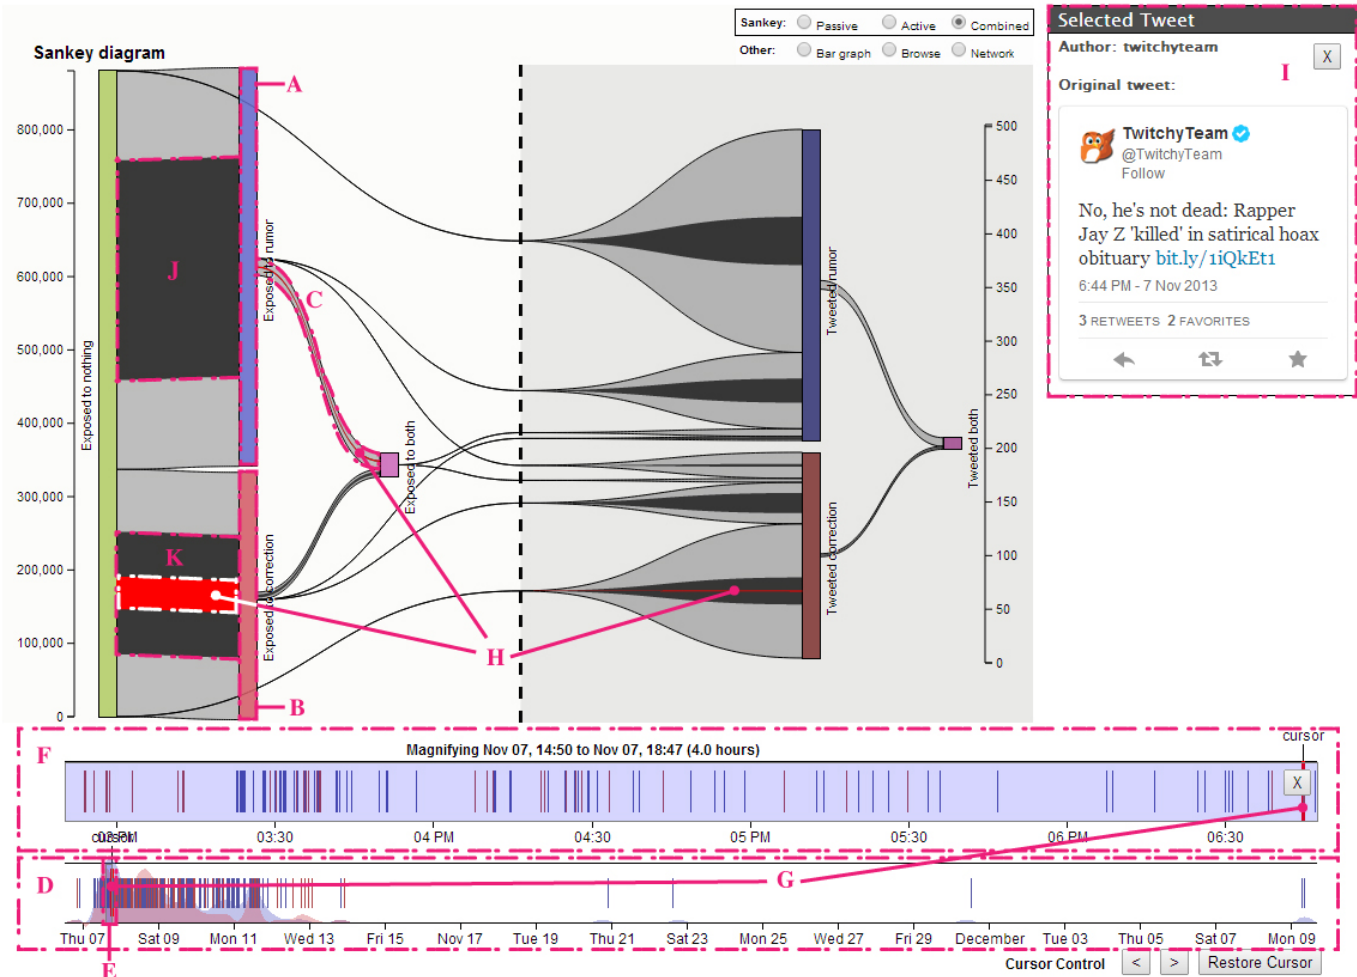 Sankey: Passive Active Combined
Other: Bar graph Browse Network
Sankey diagram
Selected Tweet
Author: twitchyteam
X
I
Original tweet:
TwitchyTeam
@TwitchyTeam
Follow
No, he's not dead: Rapper
Jay Z 'killed' in satirical hoax
obituary bit.ly/1iQkEt1
6:44 PM - 7 Nov 2013
3 RETWEETS 2 FAVORITES
800,000
700,000
600,000
500,000
400,000
300,000
200,000
100,000
0
Exposed to nothing
A
J
Exposed to rumor
C
Exposed to both
K
Exposed to correction
B
H
Tweeted rumor
Tweeted correction
Tweeted both
500
450
400
350
300
250
200
150
100
50
0
F
Magnifying Nov 07, 14:50 to Nov 07, 18:47 (4.0 hours)
cursor
X
03 PM 03:30 04 PM 04:30 05 PM 05:30 06 PM 06:30
cursor
D
G
Thu 07 Sat 09 Mon 11 Wed 13 Fri 15 Nov 17 Tue 19 Thu 21 Sat 23 Mon 25 Wed 27 Fri 29 December Tue 03 Thu 05 Sat 07 Mon 09
E
Cursor Control < > Restore Cursor